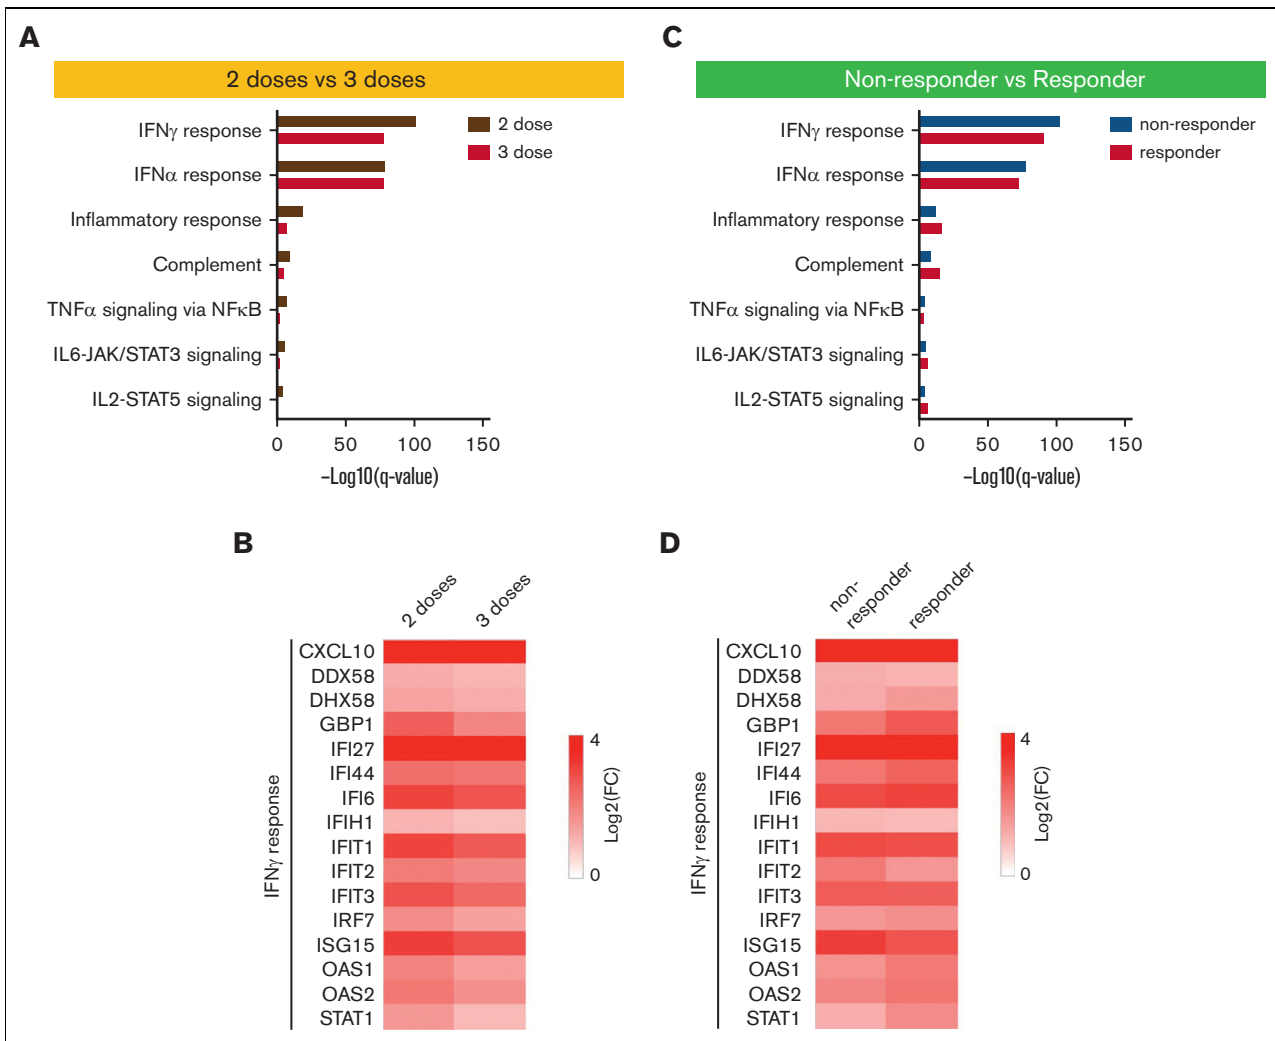 A
2 doses vs 3 doses
IFNγ response
IFNα response
Inflammatory response
Complement
TNFα signaling via NFκB
IL6-JAK/STAT3 signaling
IL2-STAT5 signaling
2 dose
3 dose
0 50 100 150
–Log10(q-value)
C
Non-responder vs Responder
IFNγ response
IFNα response
Inflammatory response
Complement
TNFα signaling via NFκB
IL6-JAK/STAT3 signaling
IL2-STAT5 signaling
non-responder
responder
0 50 100 150
–Log10(q-value)
B
2 doses
3 doses
IFNγ response
CXCL10
DDX58
DHX58
GBP1
IFI27
IFI44
IFI6
IFIH1
IFIT1
IFIT2
IFIT3
IRF7
ISG15
OAS1
OAS2
STAT1
4
0
Log2(FC)
D
non-
responder
responder
IFNγ response
CXCL10
DDX58
DHX58
GBP1
IFI27
IFI44
IFI6
IFIH1
IFIT1
IFIT2
IFIT3
IRF7
ISG15
OAS1
OAS2
STAT1
4
0
Log2(FC)